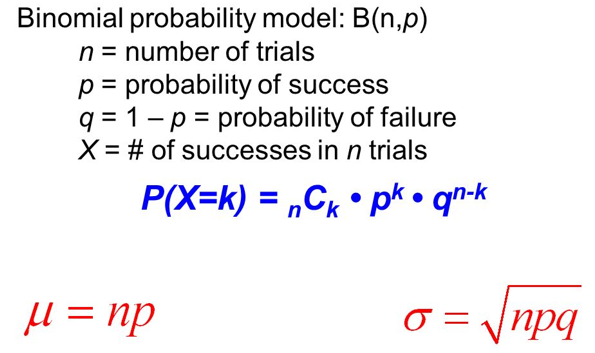 Binomial probability model: B(n,p)
n = number of trials
p = probability of success
q = 1 – p = probability of failure
X = # of successes in n trials
P(X=k) = ₙCₖ • pᵏ • qⁿ⁻ᵏ
μ = np
σ = √npq